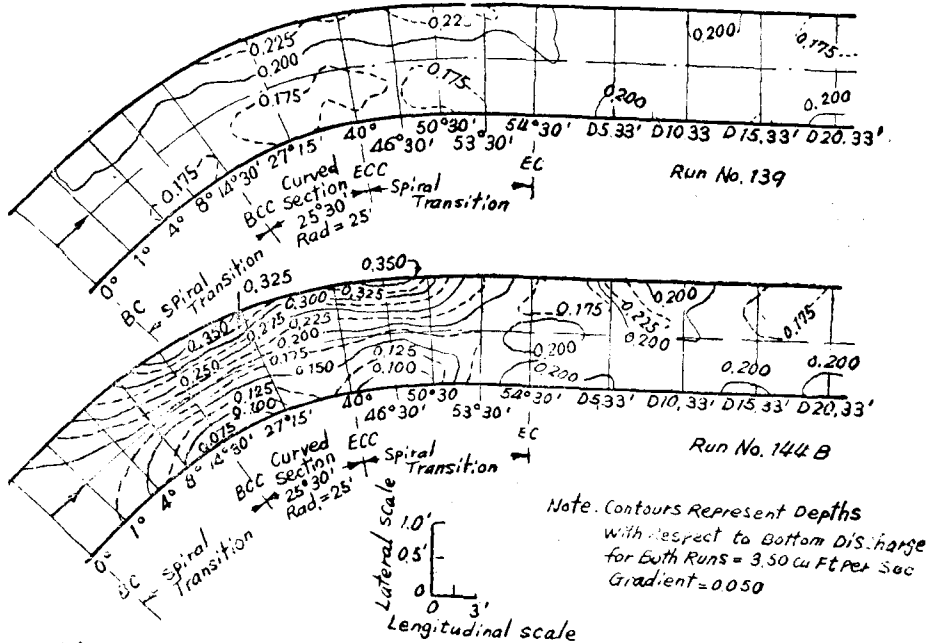 0.225
0.22
0.200
0.175
0.200
0.175
0.175
0.200
0.200
0.175
0° 1° 4° 8° 14°30' 27°15' 40° 46°30' 50°30' 53°30' 54°30' D5,33' D10,33' D15,33' D20,33'
BC
Spiral Transition
BCC
Curved Section
25°30'
Rad = 25'
ECC
Spiral Transition
EC
Run No. 139
0.350
0.325
0.300
0.325
0.350
0.275
0.225
0.200
0.250
0.175
0.150
0.125
0.100
0.075
0.125
0.100
0.175
0.200
0.200
0.225
0.200
0.200
0.175
0.200
0° 1° 4° 8° 14°30' 27°15' 40° 46°30' 50°30' 53°30' 54°30' D5,33' D10,33' D15,33' D20,33'
BC
Spiral Transition
BCC
Curved Section
25°30'
Rad. = 25'
ECC
Spiral Transition
EC
Run No. 144 B
Lateral scale
1.0'
0.5'
0
0 3'
Longitudinal scale
Note. Contours Represent Depths
with Respect to Bottom Discharge
for Both Runs = 3.50 cu Ft Per Sec
Gradient = 0.050